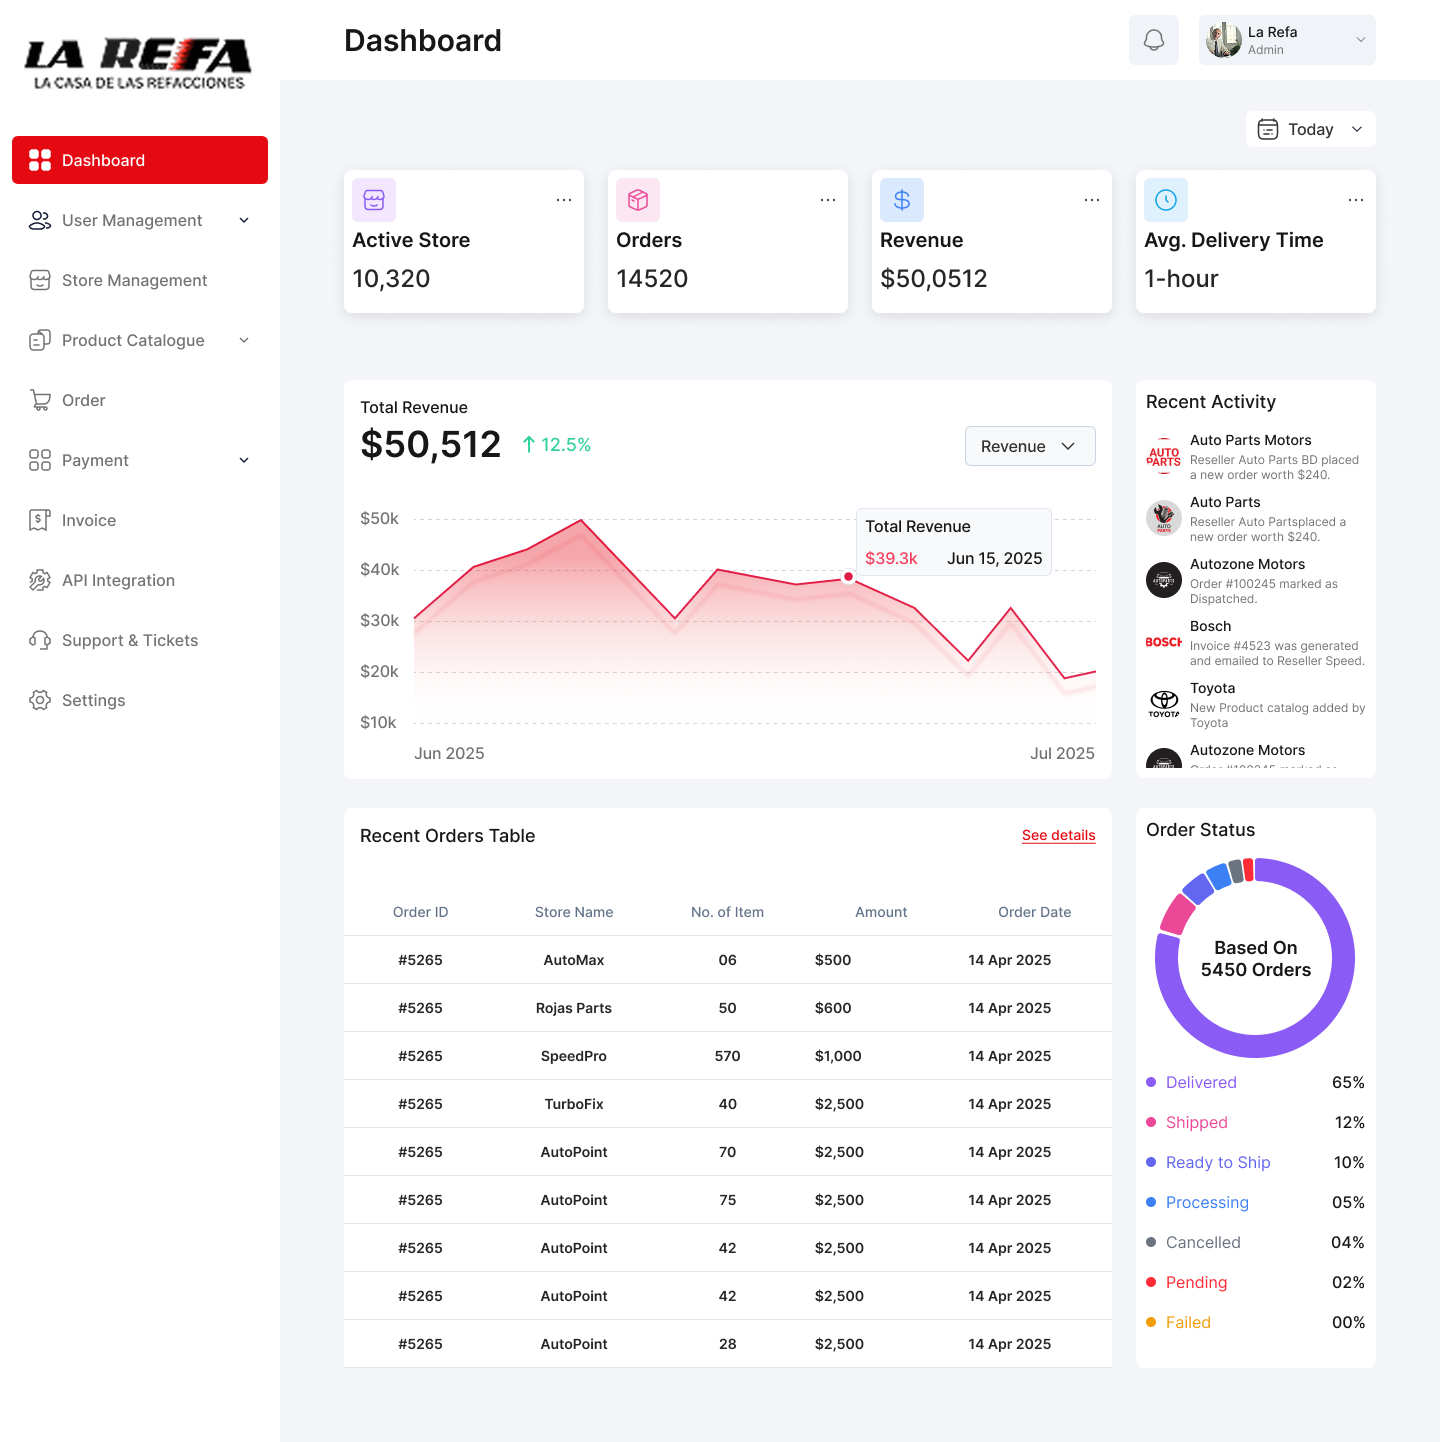 LA REFA
LA CASA DE LAS REFACCIONES
Dashboard
User Management
Store Management
Product Catalogue
Order
Payment
Invoice
API Integration
Support & Tickets
Settings
Dashboard
La Refa
Admin
Today
Active Store
10,320
Orders
14520
Revenue
$50,0512
Avg. Delivery Time
1-hour
Total Revenue
$50,512 12.5%
Revenue
$50k
$40k
$30k
$20k
$10k
Total Revenue
$39.3k Jun 15, 2025
Jun 2025 Jul 2025
Recent Activity
AUTO
PARTS
Auto Parts Motors
Reseller Auto Parts BD placed
a new order worth $240.
AUTO
PARTS
Auto Parts
Reseller Auto Partsplaced a
new order worth $240.
Autozone Motors
Order #100245 marked as
Dispatched.
BOSCH
Bosch
Invoice #4523 was generated
and emailed to Reseller Speed.
TOYOTA
Toyota
New Product catalog added by
Toyota
Autozone Motors
Order #100245 marked as
Recent Orders Table
See details
Order ID Store Name No. of Item Amount Order Date
#5265 AutoMax 06 $500 14 Apr 2025
#5265 Rojas Parts 50 $600 14 Apr 2025
#5265 SpeedPro 570 $1,000 14 Apr 2025
#5265 TurboFix 40 $2,500 14 Apr 2025
#5265 AutoPoint 70 $2,500 14 Apr 2025
#5265 AutoPoint 75 $2,500 14 Apr 2025
#5265 AutoPoint 42 $2,500 14 Apr 2025
#5265 AutoPoint 42 $2,500 14 Apr 2025
#5265 AutoPoint 28 $2,500 14 Apr 2025
Order Status
Based On
5450 Orders
Delivered 65%
Shipped 12%
Ready to Ship 10%
Processing 05%
Cancelled 04%
Pending 02%
Failed 00%